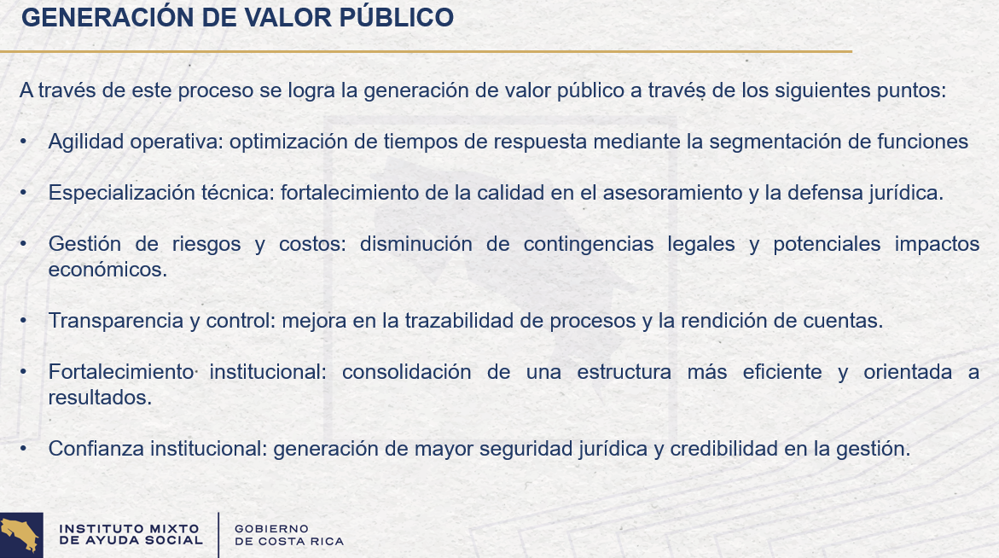 GENERACIÓN DE VALOR PÚBLICO
A través de este proceso se logra la generación de valor público a través de los siguientes puntos:
• Agilidad operativa: optimización de tiempos de respuesta mediante la segmentación de funciones
• Especialización técnica: fortalecimiento de la calidad en el asesoramiento y la defensa jurídica.
• Gestión de riesgos y costos: disminución de contingencias legales y potenciales impactos
económicos.
• Transparencia y control: mejora en la trazabilidad de procesos y la rendición de cuentas.
• Fortalecimiento institucional: consolidación de una estructura más eficiente y orientada a
resultados.
• Confianza institucional: generación de mayor seguridad jurídica y credibilidad en la gestión.
INSTITUTO MIXTO
DE AYUDA SOCIAL
GOBIERNO
DE COSTA RICA